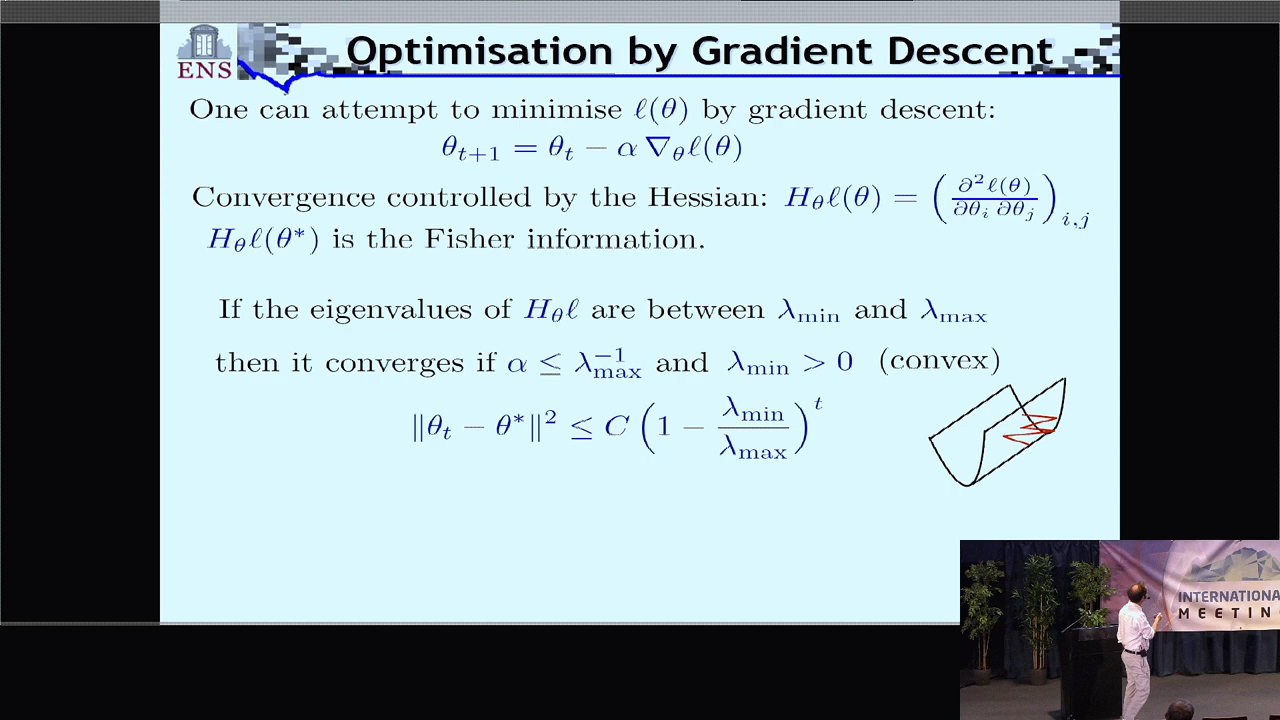 Optimisation by Gradient Descent
ENS
One can attempt to minimise ℓ(θ) by gradient descent:
θ_{t+1} = θ_t − α ∇_θ ℓ(θ)
Convergence controlled by the Hessian: H_θ ℓ(θ) = (∂²ℓ(θ) / ∂θ_i ∂θ_j)_{i,j}
H_θ ℓ(θ*) is the Fisher information.
If the eigenvalues of H_θ ℓ are between λ_min and λ_max
then it converges if α ≤ λ_max^{−1} and λ_min > 0 (convex)
‖θ_t − θ*‖² ≤ C (1 − λ_min / λ_max)^t
INTERNATIONA
MEETIN